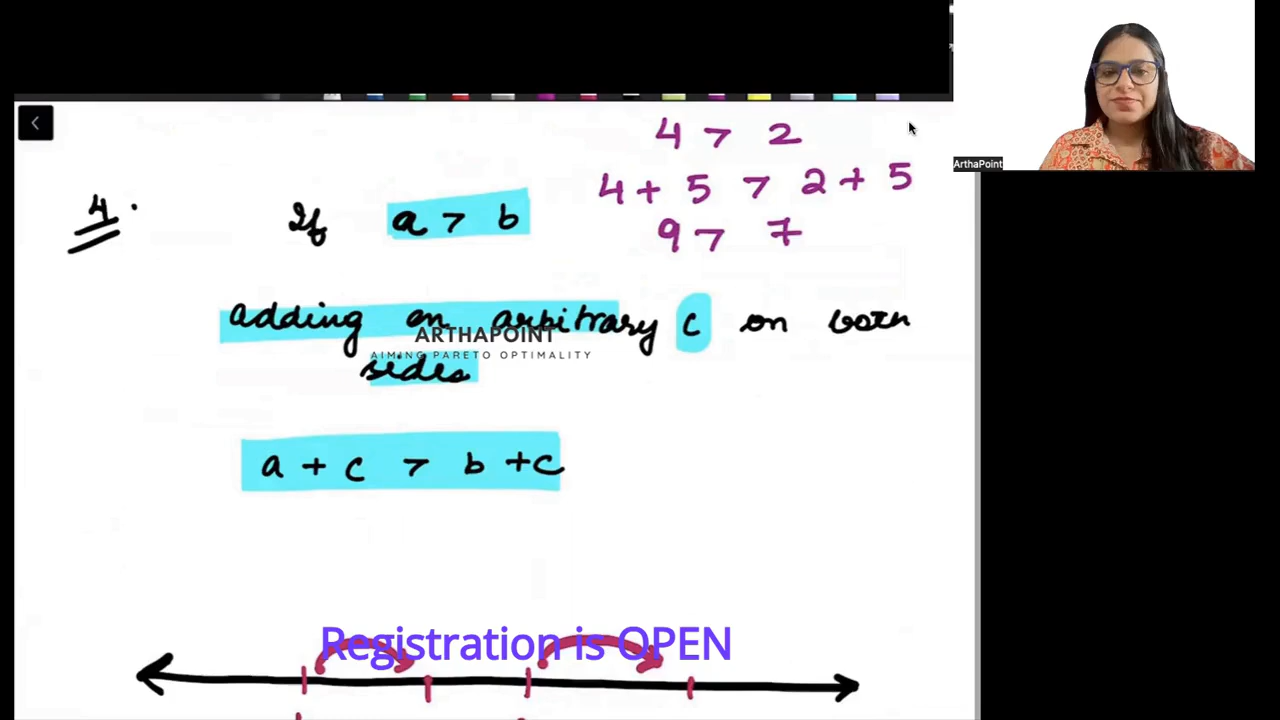 4 > 2
4 + 5 > 2 + 5
9 > 7
ArthaPoint
4.
If a > b
adding an arbitrary c on both
sides
ARTHAPOINT
AIMING PARETO OPTIMALITY
a + c > b + c
Registration is OPEN